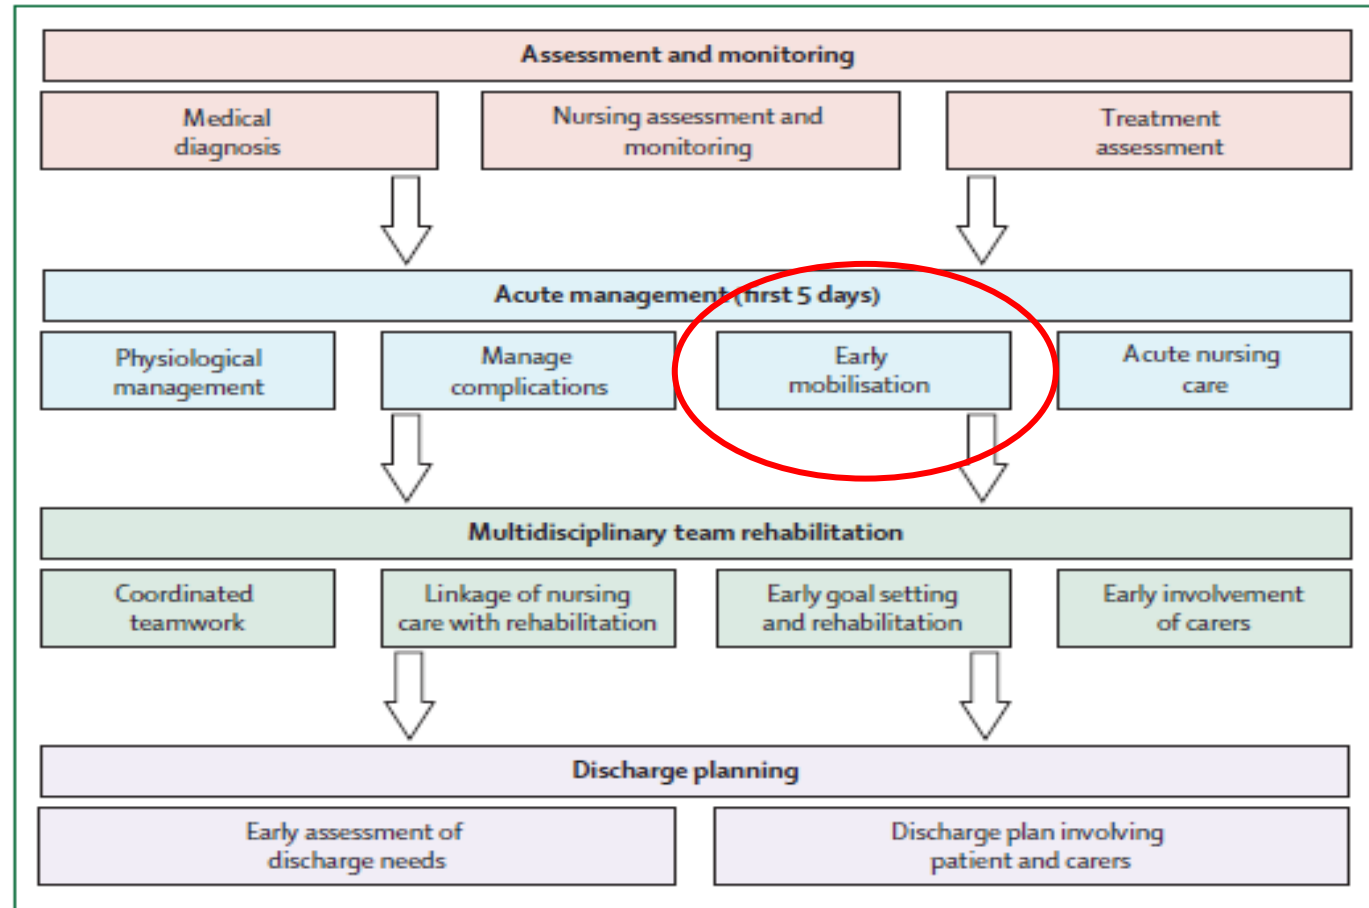 Assessment and monitoring
Medical
diagnosis
Nursing assessment and
monitoring
Treatment
assessment
Acute management (first 5 days)
Physiological
management
Manage
complications
Early
mobilisation
Acute nursing
care
Multidisciplinary team rehabilitation
Coordinated
teamwork
Linkage of nursing
care with rehabilitation
Early goal setting
and rehabilitation
Early involvement
of carers
Discharge planning
Early assessment of
discharge needs
Discharge plan involving
patient and carers